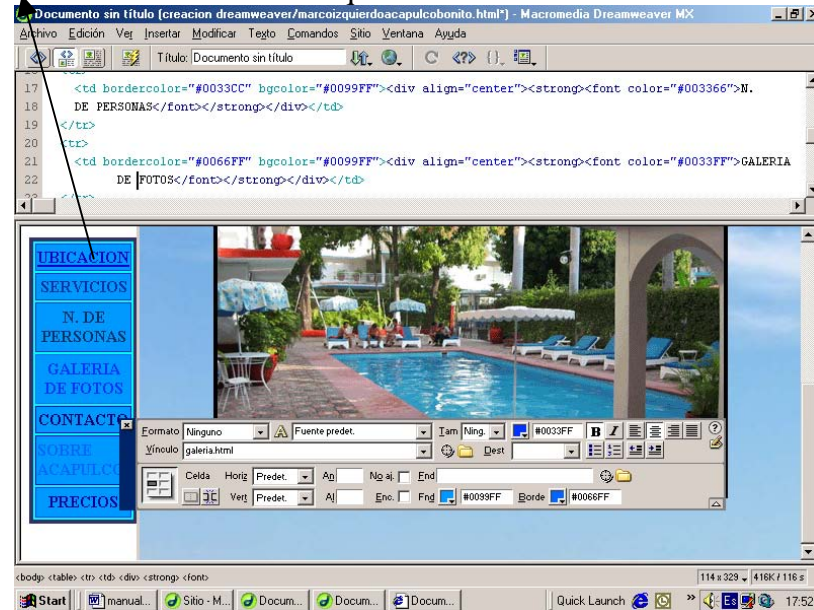 Documento sin título (creacion dreamweaver/marcoizquierdoacapulcobonito.html*) - Macromedia Dreamweaver MX
Archivo Edición Ver Insertar Modificar Texto Comandos Sitio Ventana Ayuda
Título: Documento sin título
17 <td bordercolor="#0033CC" bgcolor="#0099FF"><div align="center"><strong><font color="#003366">N.
18 DE PERSONAS</font></strong></div></td>
19 </tr>
20 <tr>
21 <td bordercolor="#0066FF" bgcolor="#0099FF"><div align="center"><strong><font color="#0033FF">GALERIA
22 DE FOTOS</font></strong></div></td>
UBICACION
SERVICIOS
N. DE
PERSONAS
GALERIA
DE FOTOS
CONTACTO
SOBRE
ACAPULCO
PRECIOS
Formato Ninguno Fuente predet. Tam Ning. #0033FF B I
Vínculo galeria.html Dest
Celda Horiz Predet. An No aj. Fnd
Vert Predet. Al Enc. Fnd #0099FF Borde #0066FF
<body> <table> <tr> <td> <div> <strong> <font> 114 x 329 416K / 116 s
Start manual... Sitio - M... Docum... Docum... Docum... Quick Launch » Es 17:52